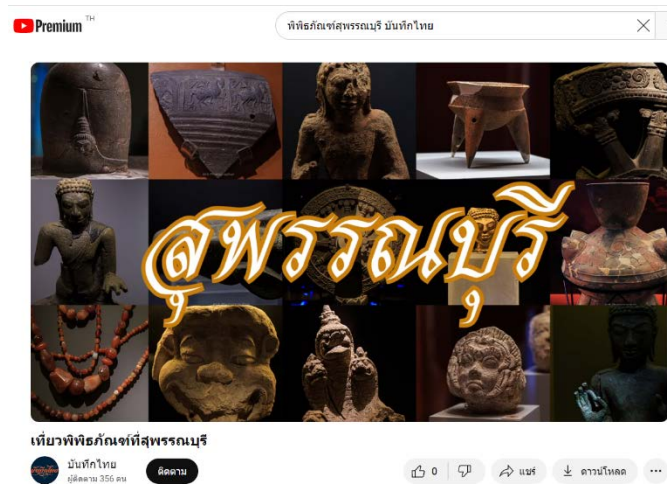 Premium TH
พิพิธภัณฑ์สุพรรณบุรี บันทึกไทย
สุพรรณบุรี
เที่ยวพิพิธภัณฑ์ที่สุพรรณบุรี
บันทึกไทย
ผู้ติดตาม 356 คน
ติดตาม
0
แชร์
ดาวน์โหลด